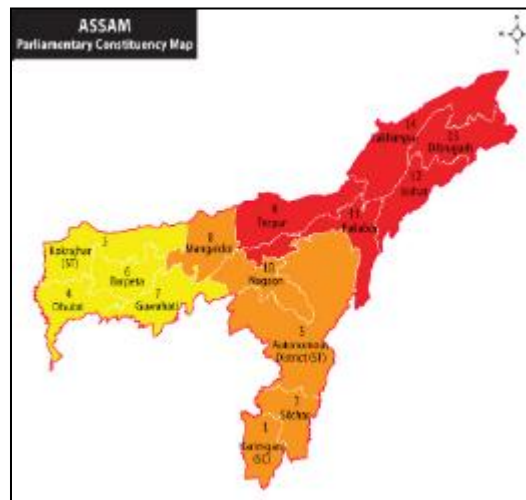 ASSAM
Parliamentary Constituency Map
N
S
14
Lakhimpur
13
Dibrugarh
12
Jorhat
9
Tezpur
11
Kaliabor
8
Mangaldoi
5
Kokrajhar
(ST)
10
Nagaon
6
Barpeta
4
Dhubri
7
Guwahati
3
Autonomous
District (ST)
2
Silchar
1
Karimganj
(SC)